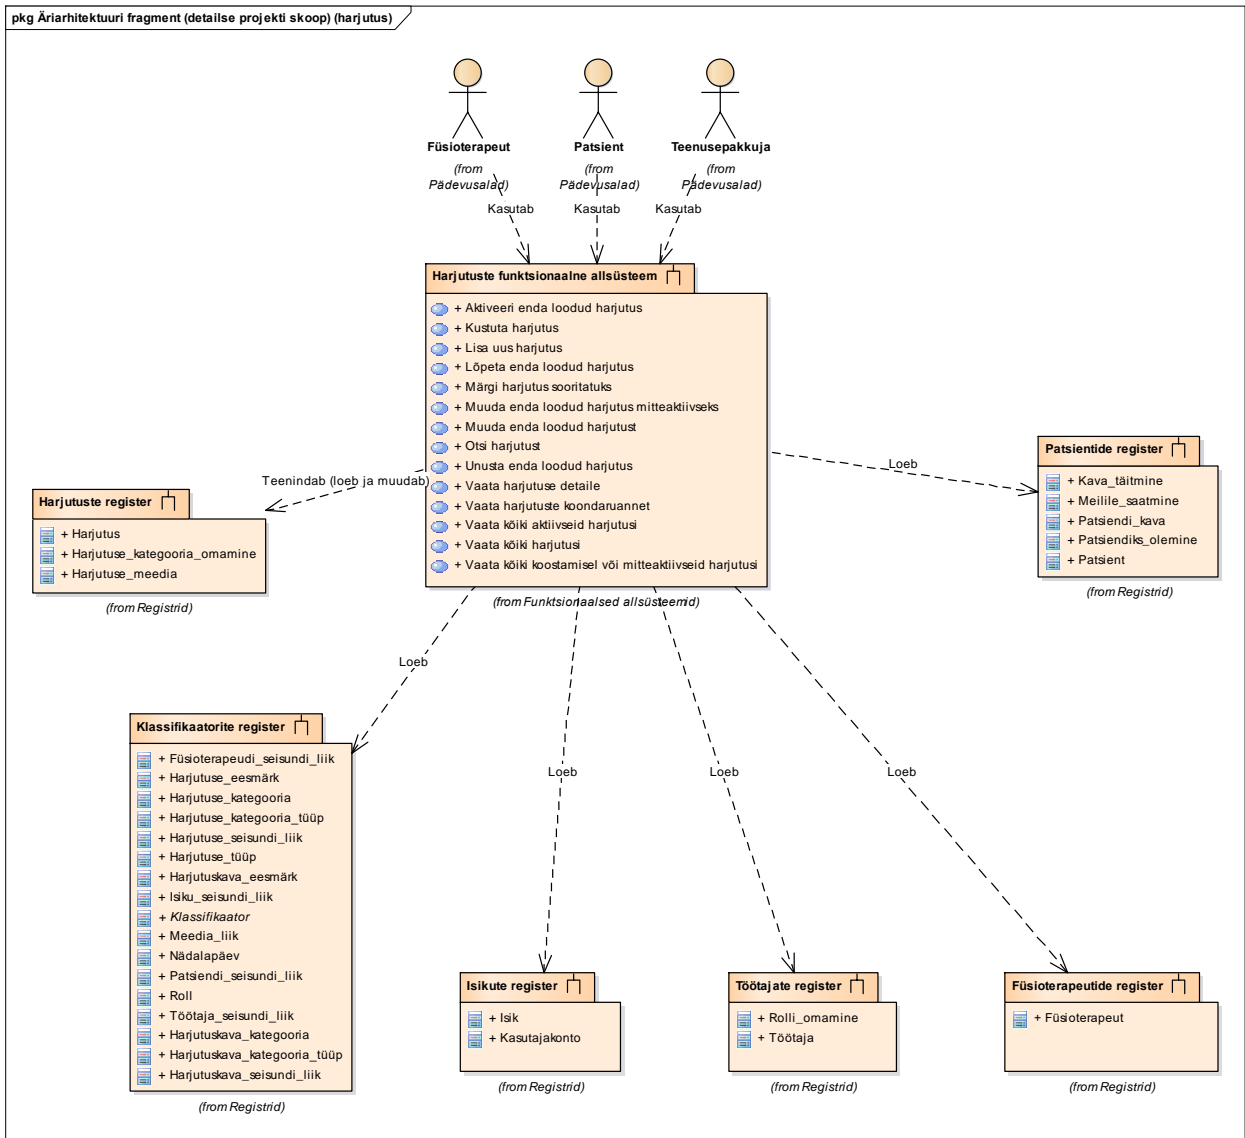 pkg Äriarhitektuuri fragment (detailse projekti skoop) (harjutus)
Füsioterapeut
(from
Pädevusalad)
Patsient
(from
Pädevusalad)
Teenusepakkuja
(from
Pädevusalad)
Kasutab
Kasutab
Kasutab
Harjutuste funktsionaalne allsüsteem
+ Aktiveeri enda loodud harjutus
+ Kustuta harjutus
+ Lisa uus harjutus
+ Lõpeta enda loodud harjutus
+ Märgi harjutus sooritatuks
+ Muuda enda loodud harjutus mitteaktiivseks
+ Muuda enda loodud harjutust
+ Otsi harjutust
+ Unusta enda loodud harjutus
+ Vaata harjutuse detaile
+ Vaata harjutuste koondaruannet
+ Vaata kõiki aktiivseid harjutusi
+ Vaata kõiki harjutusi
+ Vaata kõiki koostamisel või mitteaktiivseid harjutusi
(from Funktsionaalsed allsüsteemid)
Teenindab (loeb ja muudab)
Harjutuste register
+ Harjutus
+ Harjutuse_kategooria_omamine
+ Harjutuse_meedia
(from Registrid)
Loeb
Patsientide register
+ Kava_täitmine
+ Meilile_saatmine
+ Patsiendi_kava
+ Patsiendiks_olemine
+ Patsient
(from Registrid)
Loeb
Klassifikaatorite register
+ Füsioterapeudi_seisundi_liik
+ Harjutuse_eesmärk
+ Harjutuse_kategooria
+ Harjutuse_kategooria_tüüp
+ Harjutuse_seisundi_liik
+ Harjutuse_tüüp
+ Harjutuskava_eesmärk
+ Isiku_seisundi_liik
+ Klassifikaator
+ Meedia_liik
+ Nädalapäev
+ Patsiendi_seisundi_liik
+ Roll
+ Töötaja_seisundi_liik
+ Harjutuskava_kategooria
+ Harjutuskava_kategooria_tüüp
+ Harjutuskava_seisundi_liik
(from Registrid)
Loeb
Loeb
Loeb
Isikute register
+ Isik
+ Kasutajakonto
(from Registrid)
Töötajate register
+ Rolli_omamine
+ Töötaja
(from Registrid)
Füsioterapeutide register
+ Füsioterapeut
(from Registrid)